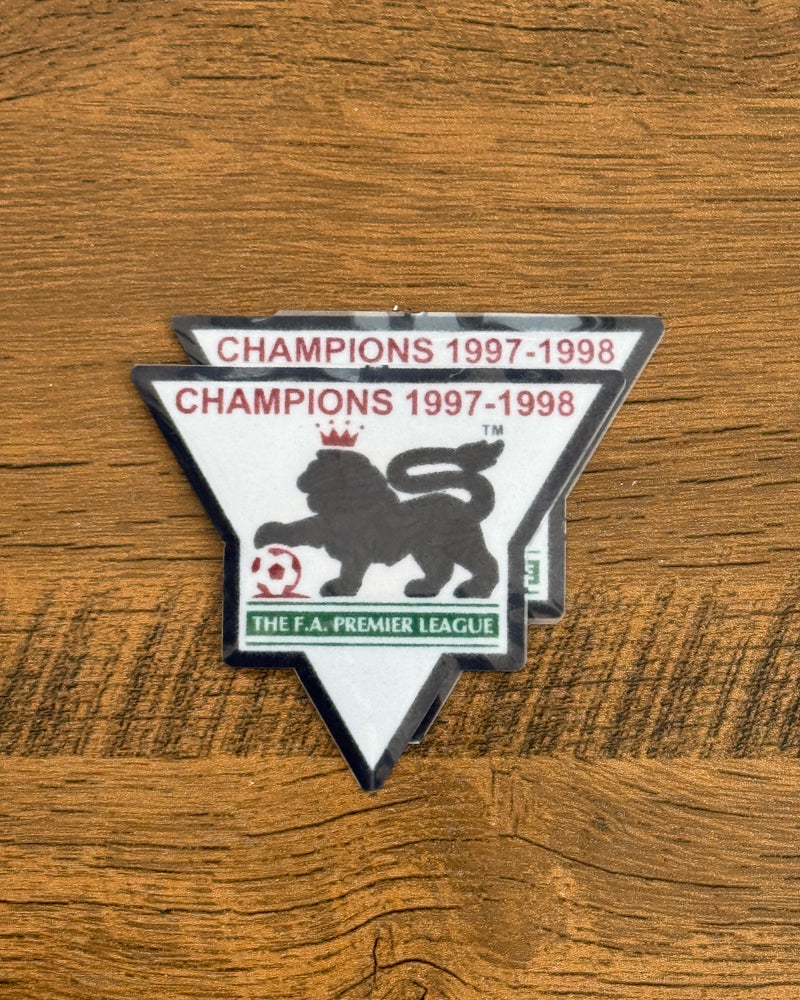 CHAMPIONS 1997-1998
CHAMPIONS 1997-1998
TM
THE F.A. PREMIER LEAGUE